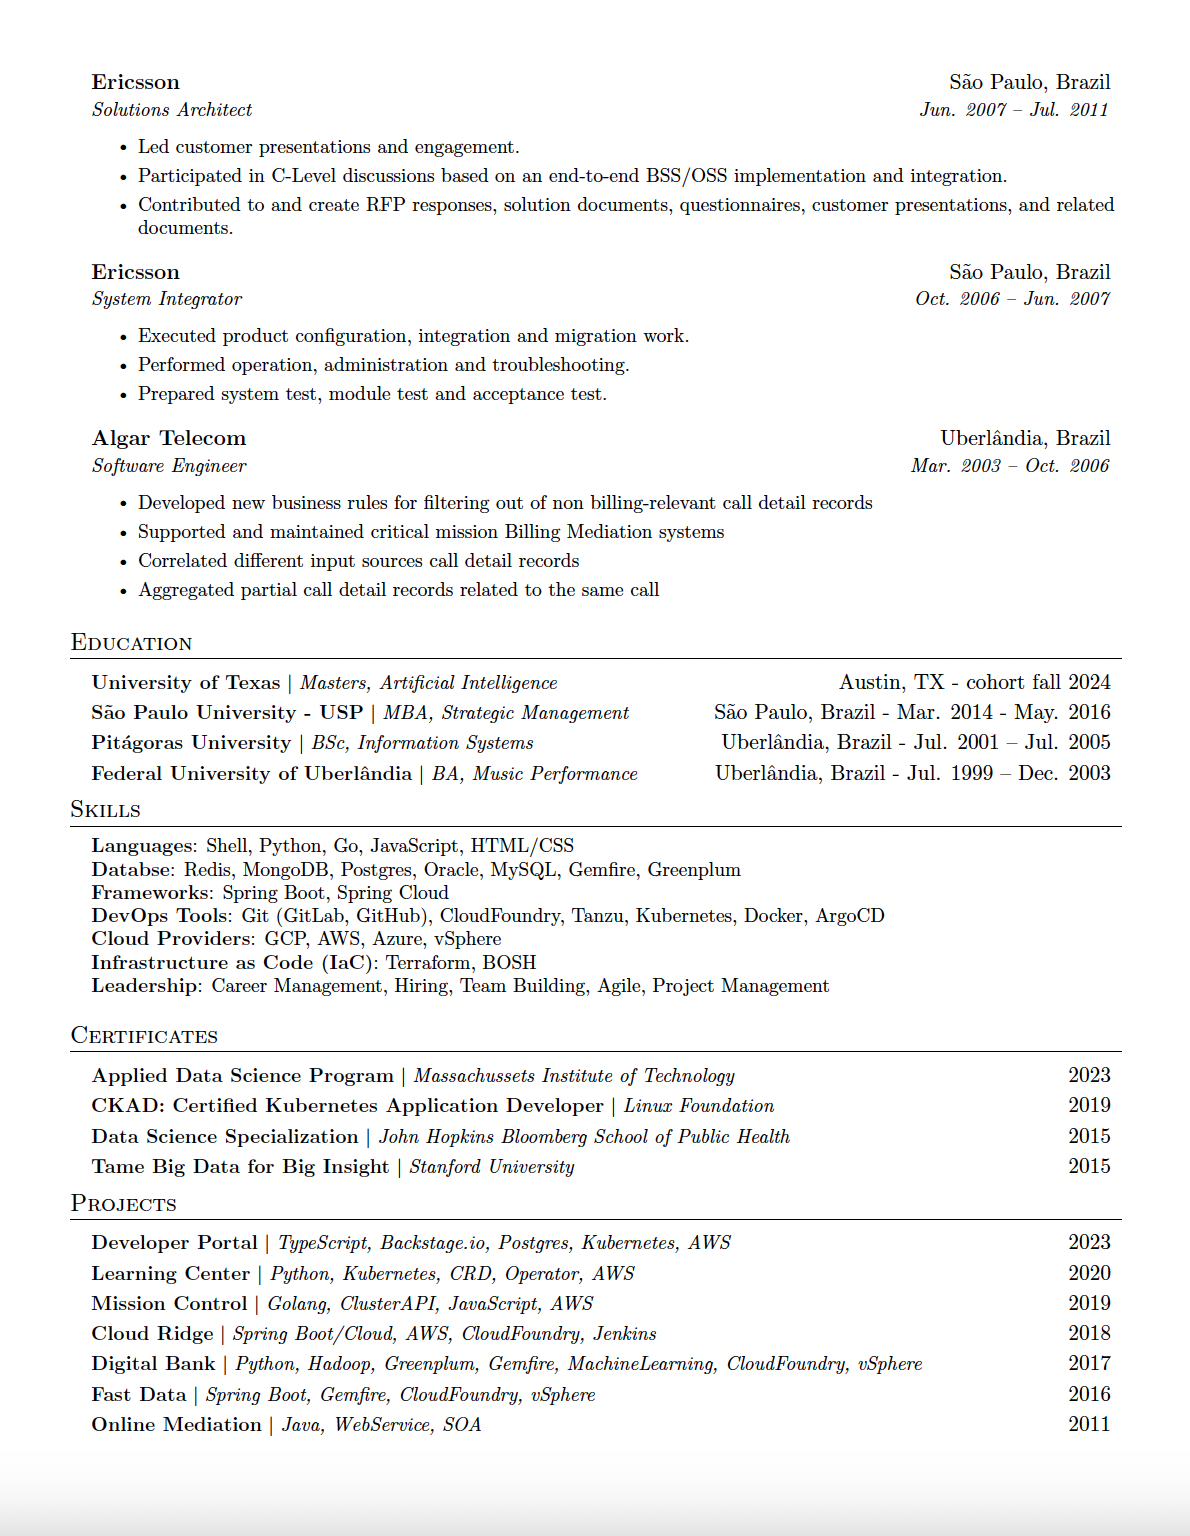 Ericsson São Paulo, Brazil
Solutions Architect Jun. 2007 – Jul. 2011
• Led customer presentations and engagement.
• Participated in C-Level discussions based on an end-to-end BSS/OSS implementation and integration.
• Contributed to and create RFP responses, solution documents, questionnaires, customer presentations, and related
documents.
Ericsson São Paulo, Brazil
System Integrator Oct. 2006 – Jun. 2007
• Executed product configuration, integration and migration work.
• Performed operation, administration and troubleshooting.
• Prepared system test, module test and acceptance test.
Algar Telecom Uberlândia, Brazil
Software Engineer Mar. 2003 – Oct. 2006
• Developed new business rules for filtering out of non billing-relevant call detail records
• Supported and maintained critical mission Billing Mediation systems
• Correlated different input sources call detail records
• Aggregated partial call detail records related to the same call
Education
University of Texas | Masters, Artificial Intelligence Austin, TX - cohort fall 2024
São Paulo University - USP | MBA, Strategic Management São Paulo, Brazil - Mar. 2014 - May. 2016
Pitágoras University | BSc, Information Systems Uberlândia, Brazil - Jul. 2001 – Jul. 2005
Federal University of Uberlândia | BA, Music Performance Uberlândia, Brazil - Jul. 1999 – Dec. 2003
Skills
Languages: Shell, Python, Go, JavaScript, HTML/CSS
Databse: Redis, MongoDB, Postgres, Oracle, MySQL, Gemfire, Greenplum
Frameworks: Spring Boot, Spring Cloud
DevOps Tools: Git (GitLab, GitHub), CloudFoundry, Tanzu, Kubernetes, Docker, ArgoCD
Cloud Providers: GCP, AWS, Azure, vSphere
Infrastructure as Code (IaC): Terraform, BOSH
Leadership: Career Management, Hiring, Team Building, Agile, Project Management
Certificates
Applied Data Science Program | Massachussets Institute of Technology 2023
CKAD: Certified Kubernetes Application Developer | Linux Foundation 2019
Data Science Specialization | John Hopkins Bloomberg School of Public Health 2015
Tame Big Data for Big Insight | Stanford University 2015
Projects
Developer Portal | TypeScript, Backstage.io, Postgres, Kubernetes, AWS 2023
Learning Center | Python, Kubernetes, CRD, Operator, AWS 2020
Mission Control | Golang, ClusterAPI, JavaScript, AWS 2019
Cloud Ridge | Spring Boot/Cloud, AWS, CloudFoundry, Jenkins 2018
Digital Bank | Python, Hadoop, Greenplum, Gemfire, MachineLearning, CloudFoundry, vSphere 2017
Fast Data | Spring Boot, Gemfire, CloudFoundry, vSphere 2016
Online Mediation | Java, WebService, SOA 2011